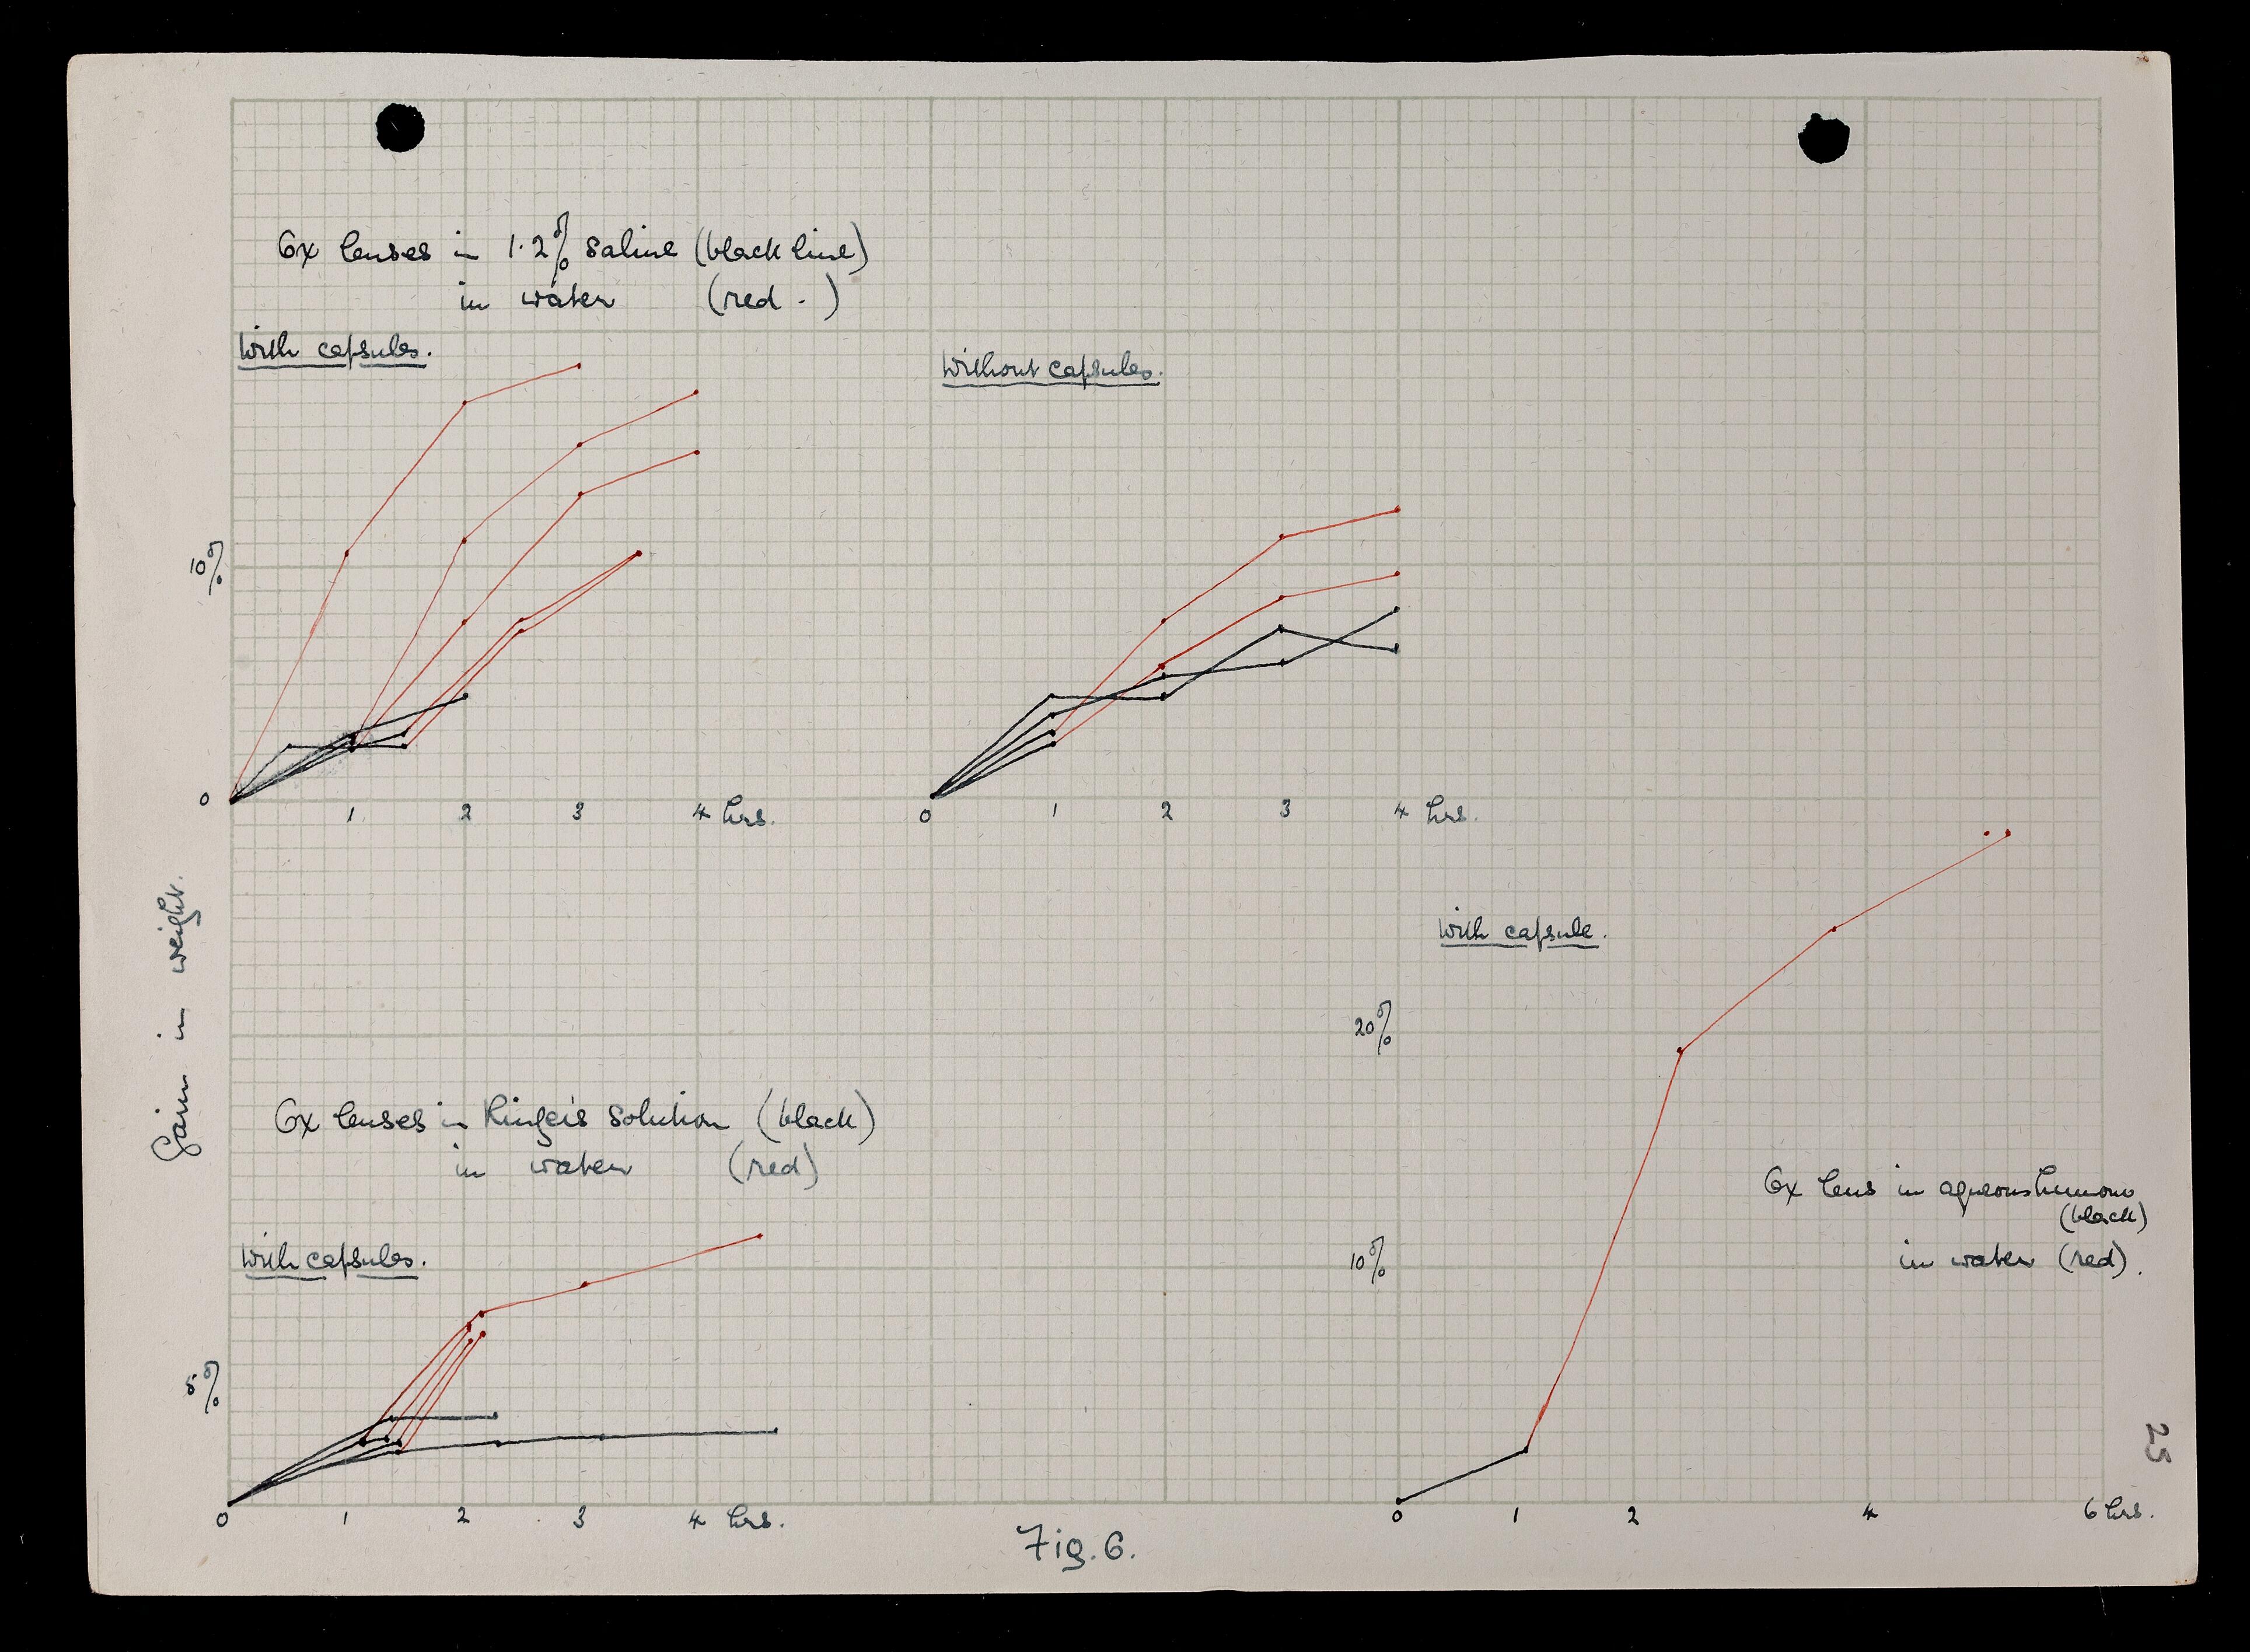 Ox lenses in 1.2% saline (black line)
in water (red - )
With capsules.
Without capsules.
10%
0
1 2 3 4 hrs.
0 1 2 3 4 hrs.
Gain in weight.
With capsule.
20%
10%
Ox lenses in Ringer's solution (black)
in water (red)
With capsules.
5%
Ox lens in aqueous humour
(black)
in water (red).
0 1 2 3 4 hrs.
0 1 2 4 6 hrs.
Fig. 6.
25